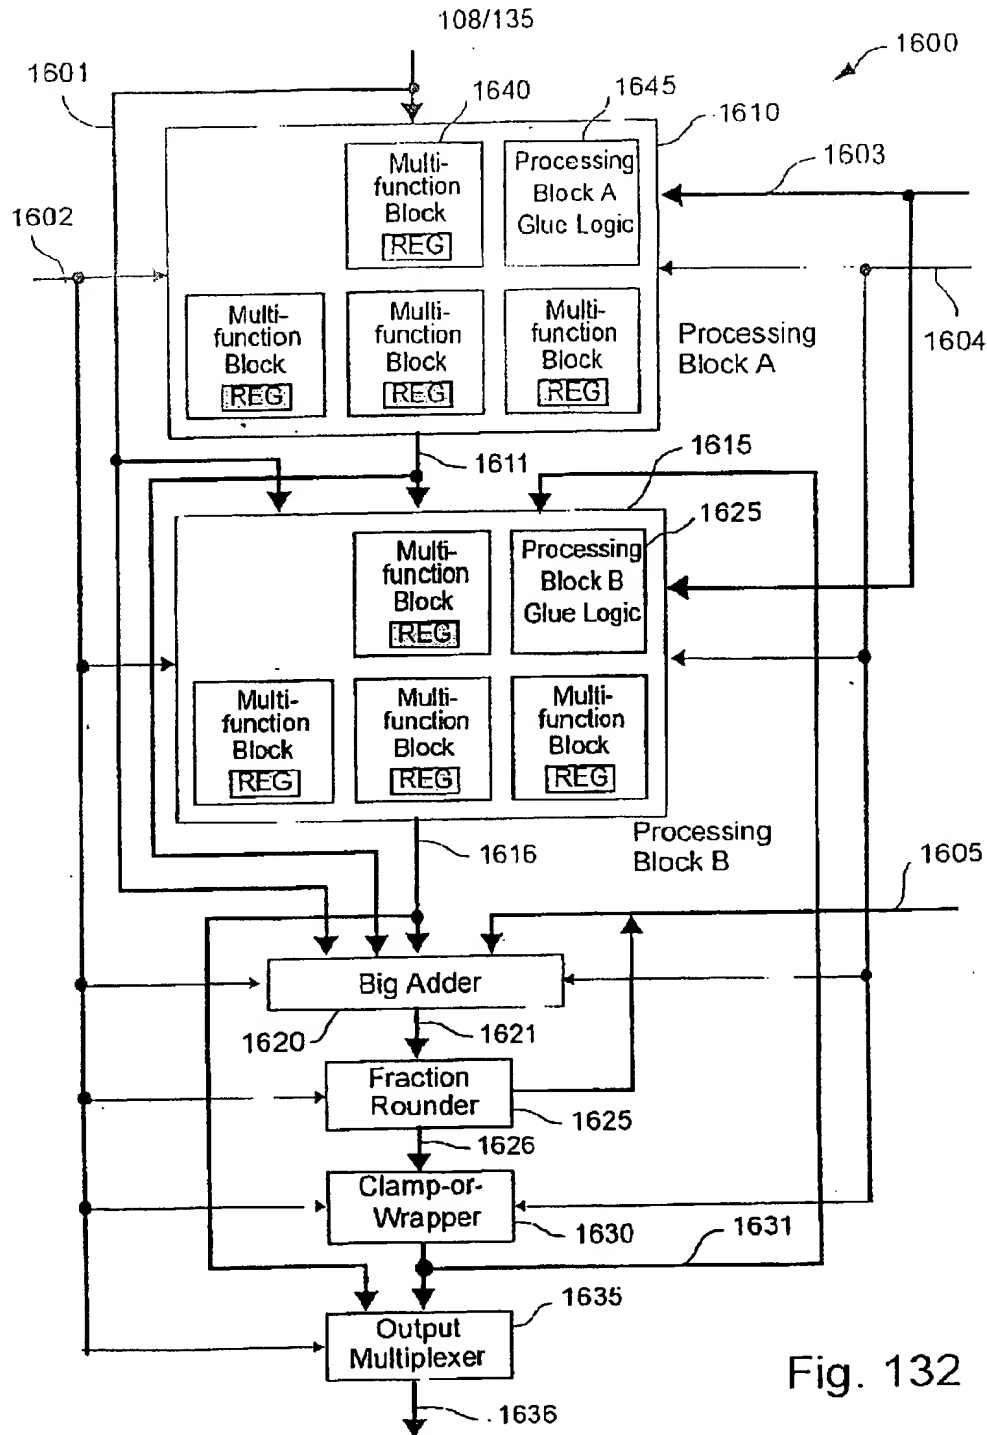 108/135
1600
1601
1640
1645
1610
Multi-
function
Block
REG
Processing
Block A
Glue Logic
1603
1602
Multi-
function
Block
REG
Multi-
function
Block
REG
Multi-
function
Block
REG
Processing
Block A
1604
1611
1615
1625
Multi-
function
Block
REG
Processing
Block B
Glue Logic
Multi-
function
Block
REG
Multi-
function
Block
REG
Multi-
function
Block
REG
1616
Processing
Block B
1605
Big Adder
1620
1621
Fraction
Rounder
1625
1626
Clamp-or-
Wrapper
1630
1631
1635
Output
Multiplexer
1636
Fig. 132